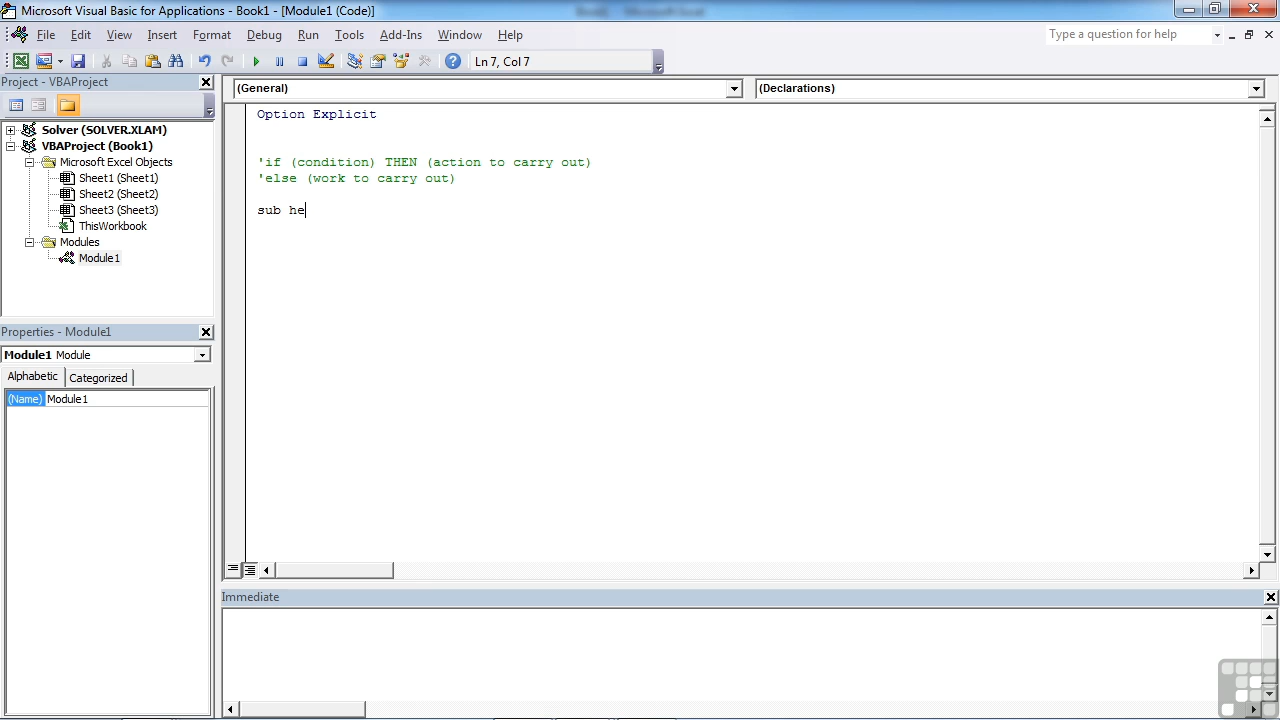 Microsoft Visual Basic for Applications - Book1 - [Module1 (Code)]
File Edit View Insert Format Debug Run Tools Add-Ins Window Help
Type a question for help
Ln 7, Col 7
Project - VBAProject
(General)
(Declarations)
Solver (SOLVER.XLAM)
VBAProject (Book1)
Microsoft Excel Objects
Sheet1 (Sheet1)
Sheet2 (Sheet2)
Sheet3 (Sheet3)
ThisWorkbook
Modules
Module1
Option Explicit
'if (condition) THEN (action to carry out)
'else (work to carry out)
sub he
Properties - Module1
Module1 Module
Alphabetic Categorized
(Name) Module1
Immediate